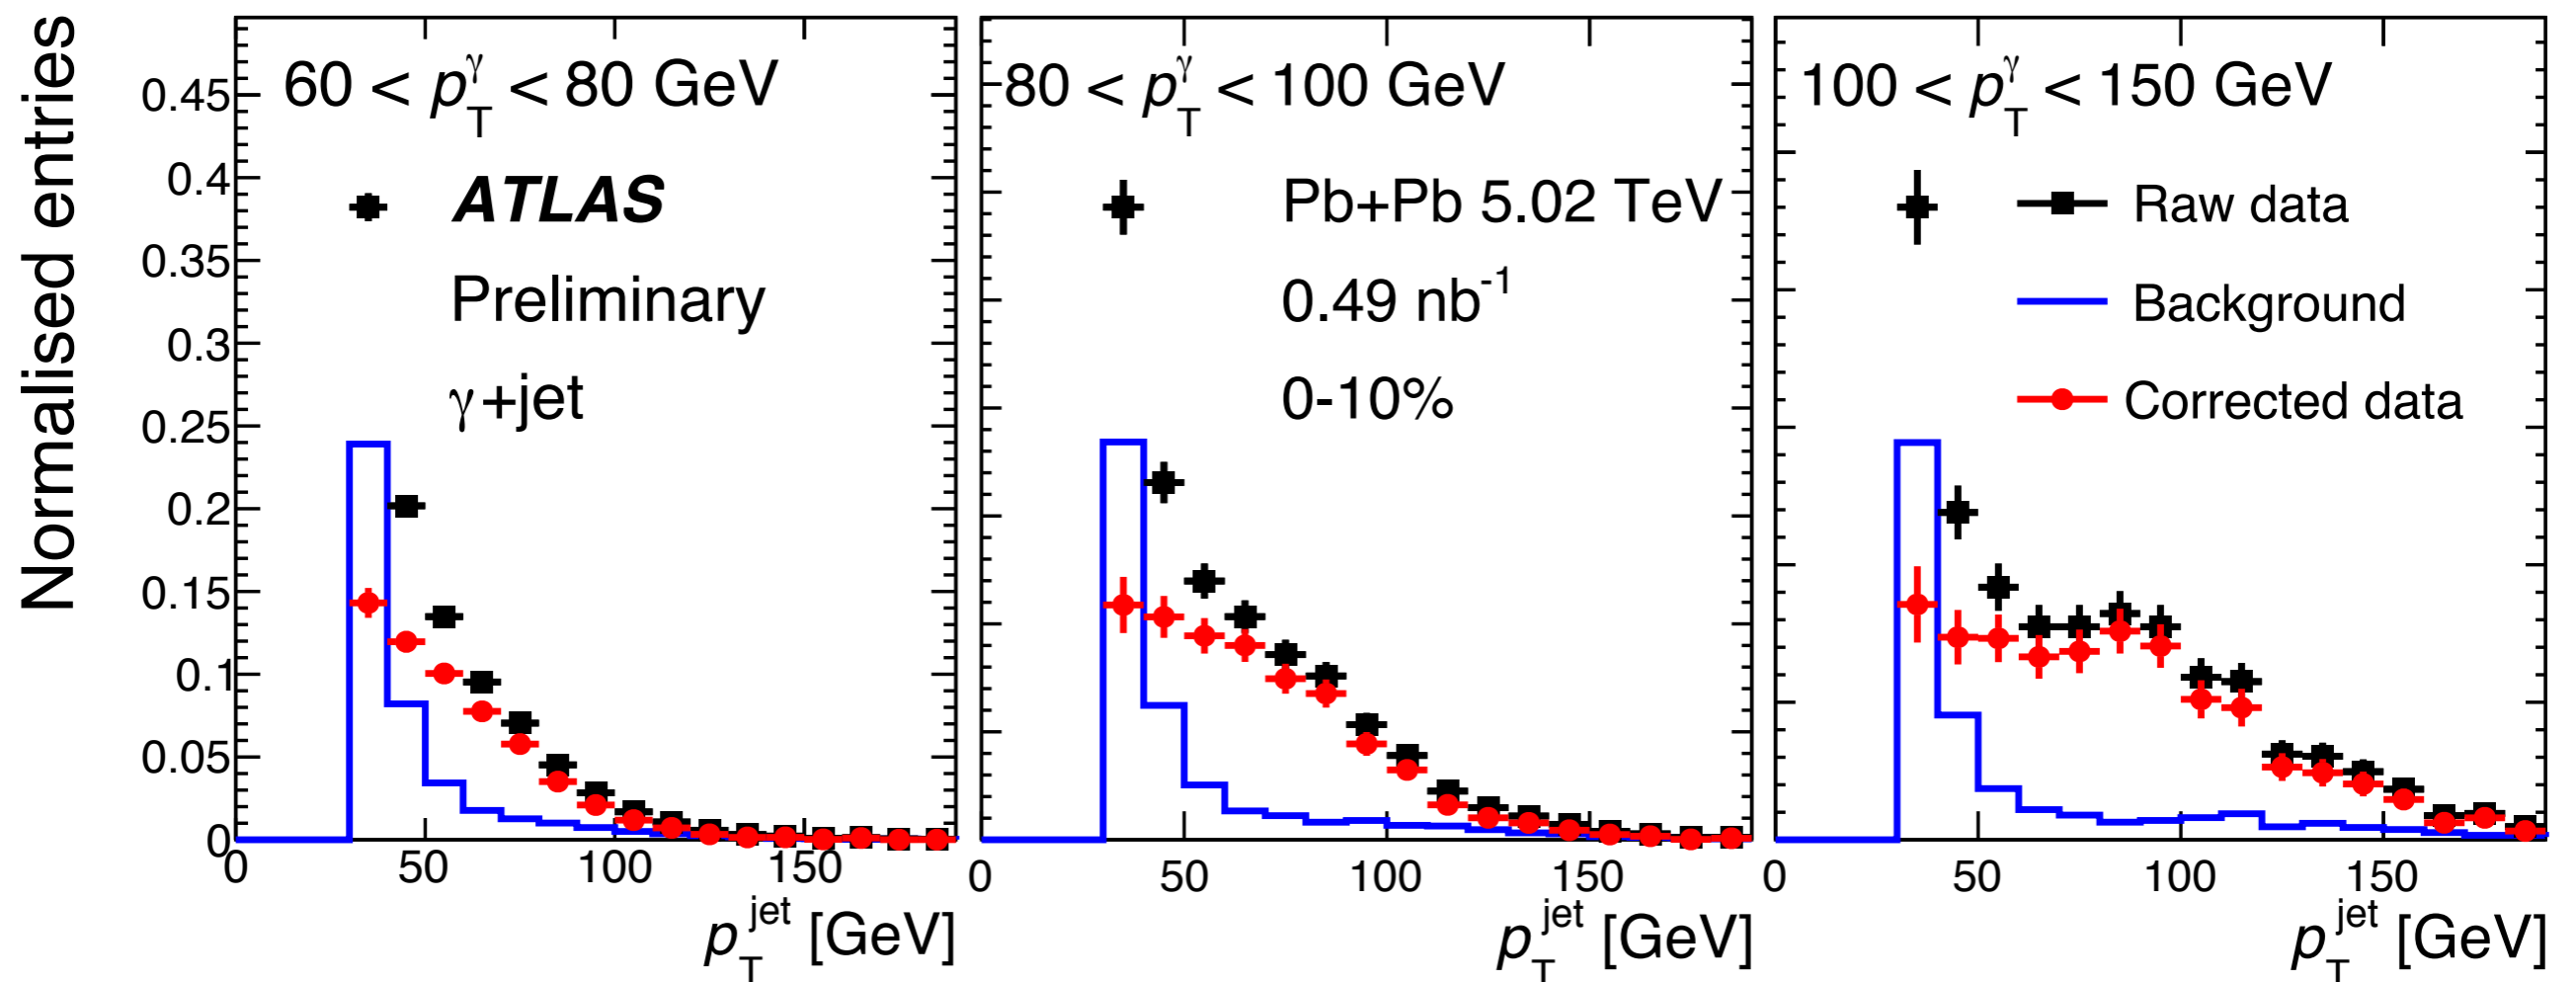 Normalised entries
0.45
0.4
0.35
0.3
0.25
0.2
0.15
0.1
0.05
0
60 < p_T^γ < 80 GeV
ATLAS
Preliminary
γ+jet
0 50 100 150
p_T^jet [GeV]
80 < p_T^γ < 100 GeV
Pb+Pb 5.02 TeV
0.49 nb^-1
0-10%
0 50 100 150
p_T^jet [GeV]
100 < p_T^γ < 150 GeV
Raw data
Background
Corrected data
0 50 100 150
p_T^jet [GeV]